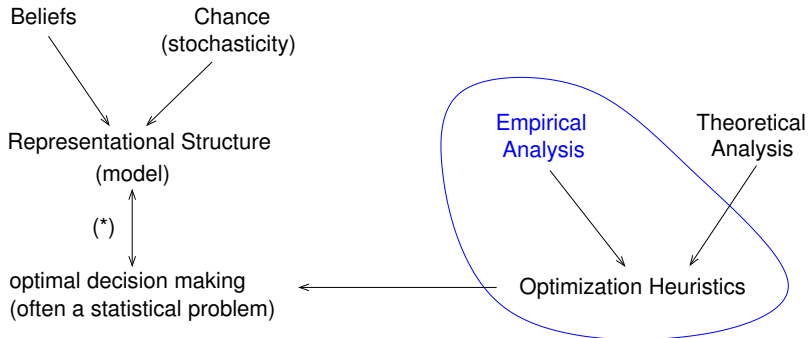 Beliefs
Chance
(stochasticity)
Representational Structure
(model)
(*)
optimal decision making
(often a statistical problem)
Empirical
Analysis
Theoretical
Analysis
Optimization Heuristics